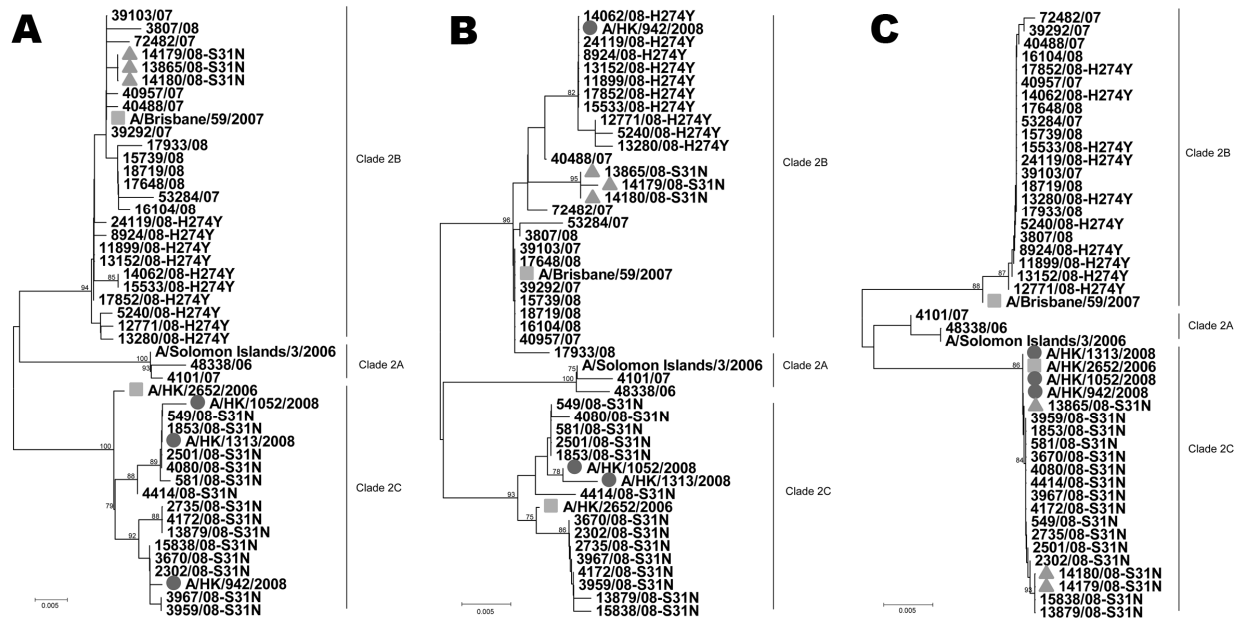 A
39103/07
3807/08
72482/07
14179/08-S31N
13865/08-S31N
14180/08-S31N
40957/07
40488/07
A/Brisbane/59/2007
39292/07
17933/08
15739/08
18719/08
17648/08
53284/07
16104/08
24119/08-H274Y
8924/08-H274Y
11899/08-H274Y
13152/08-H274Y
14062/08-H274Y
85
15533/08-H274Y
94
17852/08-H274Y
5240/08-H274Y
12771/08-H274Y
13280/08-H274Y
Clade 2B
A/Solomon Islands/3/2006
100
48338/06
93
4101/07
Clade 2A
A/HK/2652/2006
A/HK/1052/2008
549/08-S31N
1853/08-S31N
A/HK/1313/2008
100
2501/08-S31N
89
4080/08-S31N
88
581/08-S31N
4414/08-S31N
79
2735/08-S31N
88
4172/08-S31N
13879/08-S31N
92
15838/08-S31N
3670/08-S31N
2302/08-S31N
A/HK/942/2008
3967/08-S31N
3959/08-S31N
Clade 2C
0.005
B
14062/08-H274Y
A/HK/942/2008
24119/08-H274Y
8924/08-H274Y
13152/08-H274Y
11899/08-H274Y
82
17852/08-H274Y
15533/08-H274Y
12771/08-H274Y
5240/08-H274Y
13280/08-H274Y
40488/07
13865/08-S31N
95
14179/08-S31N
14180/08-S31N
72482/07
96
53284/07
3807/08
39103/07
17648/08
A/Brisbane/59/2007
39292/07
15739/08
18719/08
16104/08
40957/07
17933/08
Clade 2B
A/Solomon Islands/3/2006
75
4101/07
100
48338/06
Clade 2A
549/08-S31N
4080/08-S31N
581/08-S31N
2501/08-S31N
1853/08-S31N
A/HK/1052/2008
78
A/HK/1313/2008
4414/08-S31N
93
A/HK/2652/2006
75
3670/08-S31N
2302/08-S31N
86
2735/08-S31N
3967/08-S31N
4172/08-S31N
3959/08-S31N
13879/08-S31N
15838/08-S31N
Clade 2C
0.005
C
72482/07
39292/07
40488/07
16104/08
17852/08-H274Y
40957/07
14062/08-H274Y
17648/08
53284/07
15739/08
15533/08-H274Y
24119/08-H274Y
39103/07
18719/08
13280/08-H274Y
17933/08
5240/08-H274Y
3807/08
8924/08-H274Y
11899/08-H274Y
87
13152/08-H274Y
12771/08-H274Y
88
A/Brisbane/59/2007
Clade 2B
4101/07
48338/06
A/Solomon Islands/3/2006
Clade 2A
A/HK/1313/2008
86
A/HK/2652/2006
A/HK/1052/2008
A/HK/942/2008
13865/08-S31N
3959/08-S31N
1853/08-S31N
581/08-S31N
84
3670/08-S31N
4080/08-S31N
4414/08-S31N
3967/08-S31N
4172/08-S31N
549/08-S31N
2735/08-S31N
2501/08-S31N
2302/08-S31N
14180/08-S31N
14179/08-S31N
93
15838/08-S31N
13879/08-S31N
Clade 2C
0.005